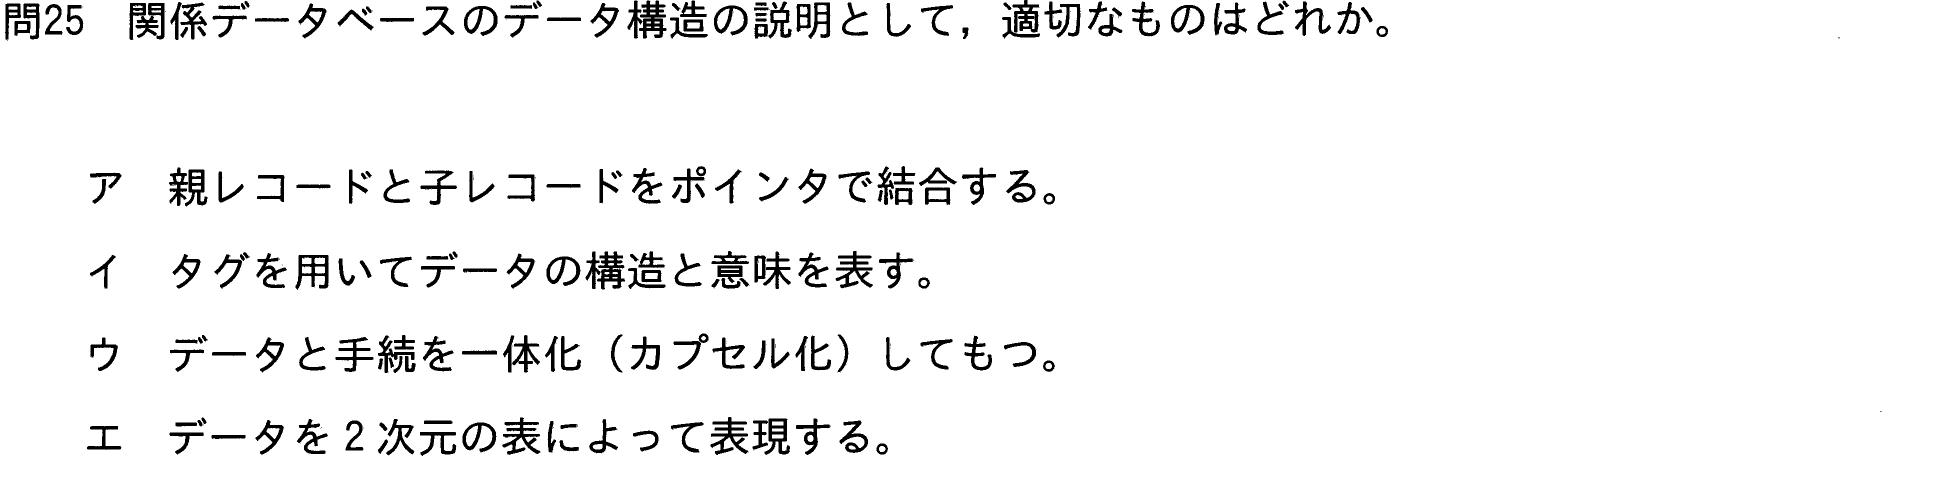 問25　関係データベースのデータ構造の説明として，適切なものはどれか。
ア　親レコードと子レコードをポインタで結合する。
イ　タグを用いてデータの構造と意味を表す。
ウ　データと手続を一体化（カプセル化）してもつ。
エ　データを2次元の表によって表現する。